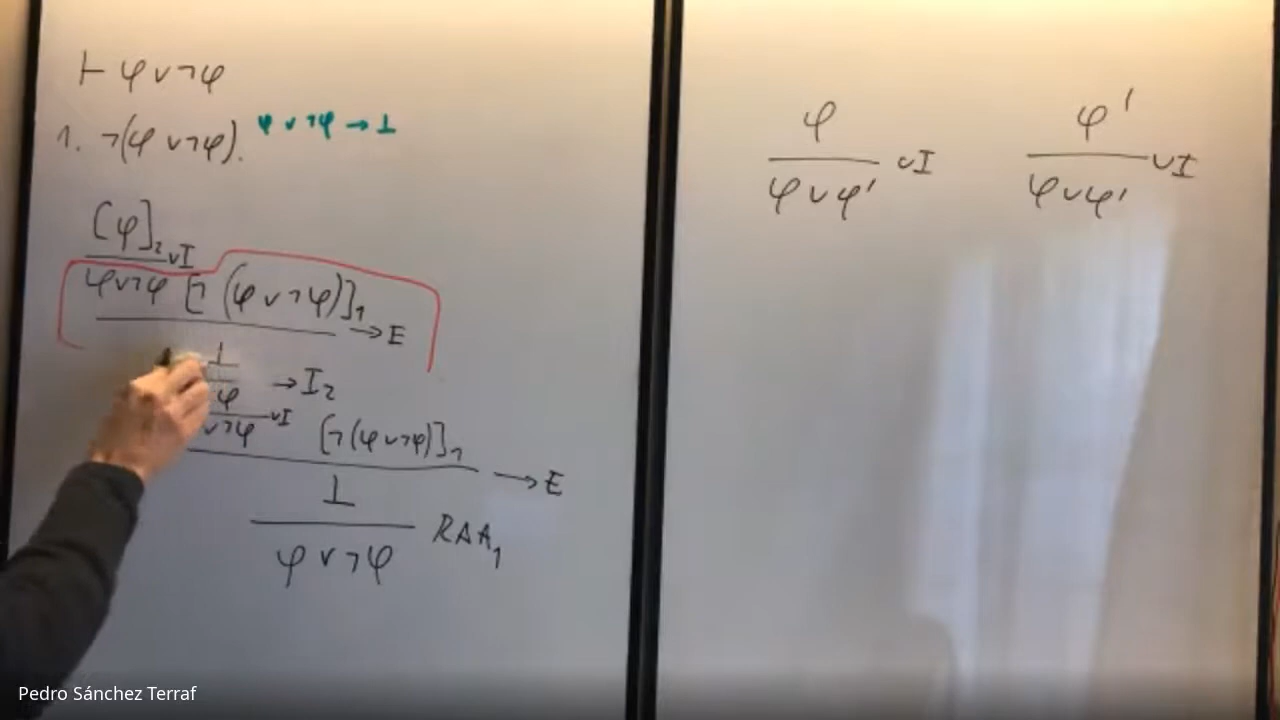 ⊢ φ ∨ ¬φ
1. ¬(φ ∨ ¬φ). φ ∨ ¬φ → ⊥
[φ]₂ ∨I
φ∨¬φ [¬(φ ∨ ¬φ)]₁
→E
⊥
→I₂
φ
∨I
∨¬φ [¬(φ∨¬φ)]₁
→E
⊥
RAA₁
φ ∨ ¬φ
φ
∨I
φ∨φ'
φ'
∨I
φ∨φ'
Pedro Sánchez Terraf